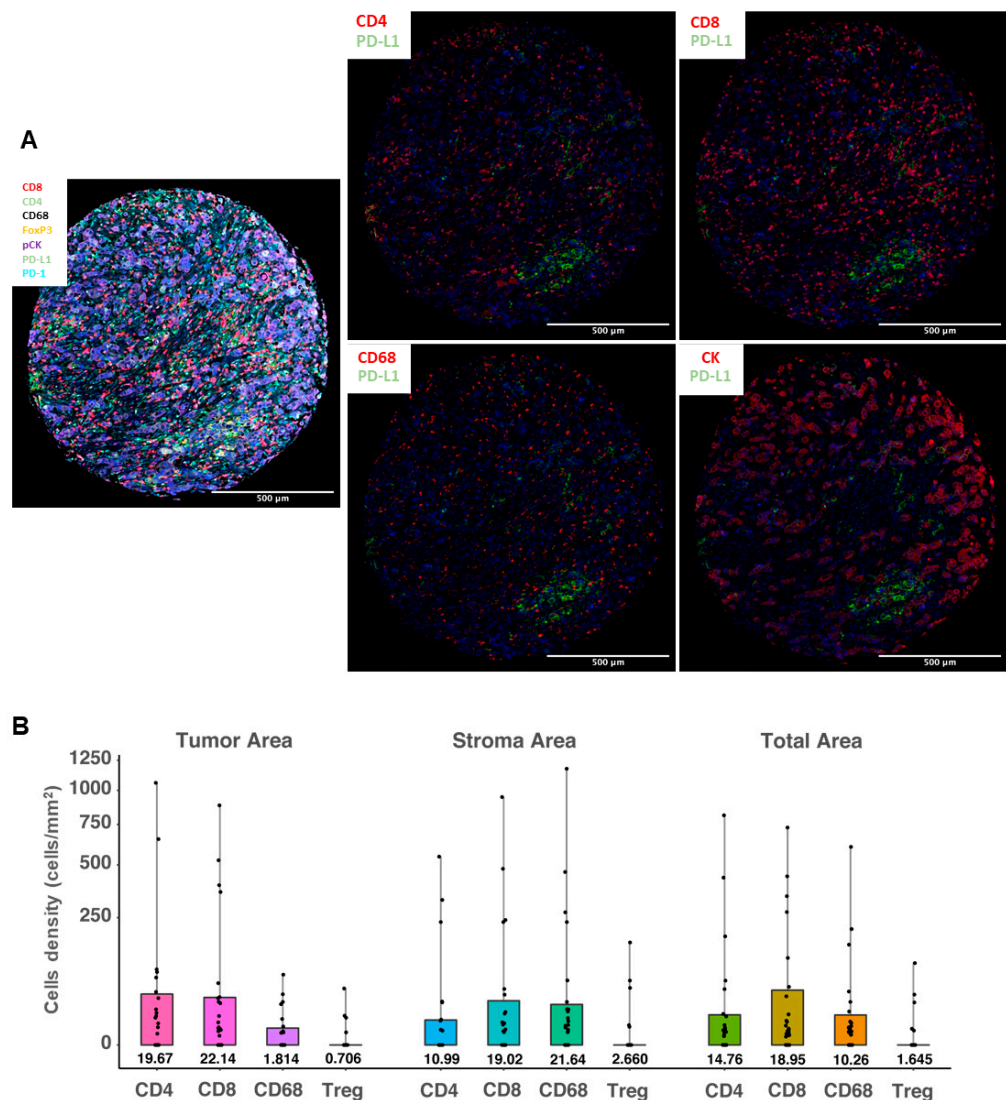 A
CD8
CD4
CD68
FoxP3
pCK
PD-L1
PD-1
500 µm
CD4
PD-L1
500 µm
CD8
PD-L1
500 µm
CD68
PD-L1
500 µm
CK
PD-L1
500 µm
B
Tumor Area
Stroma Area
Total Area
Cells density (cells/mm²)
1250
1000
750
500
250
0
19.67 22.14 1.814 0.706 10.99 19.02 21.64 2.660 14.76 18.95 10.26 1.645
CD4 CD8 CD68 Treg CD4 CD8 CD68 Treg CD4 CD8 CD68 Treg